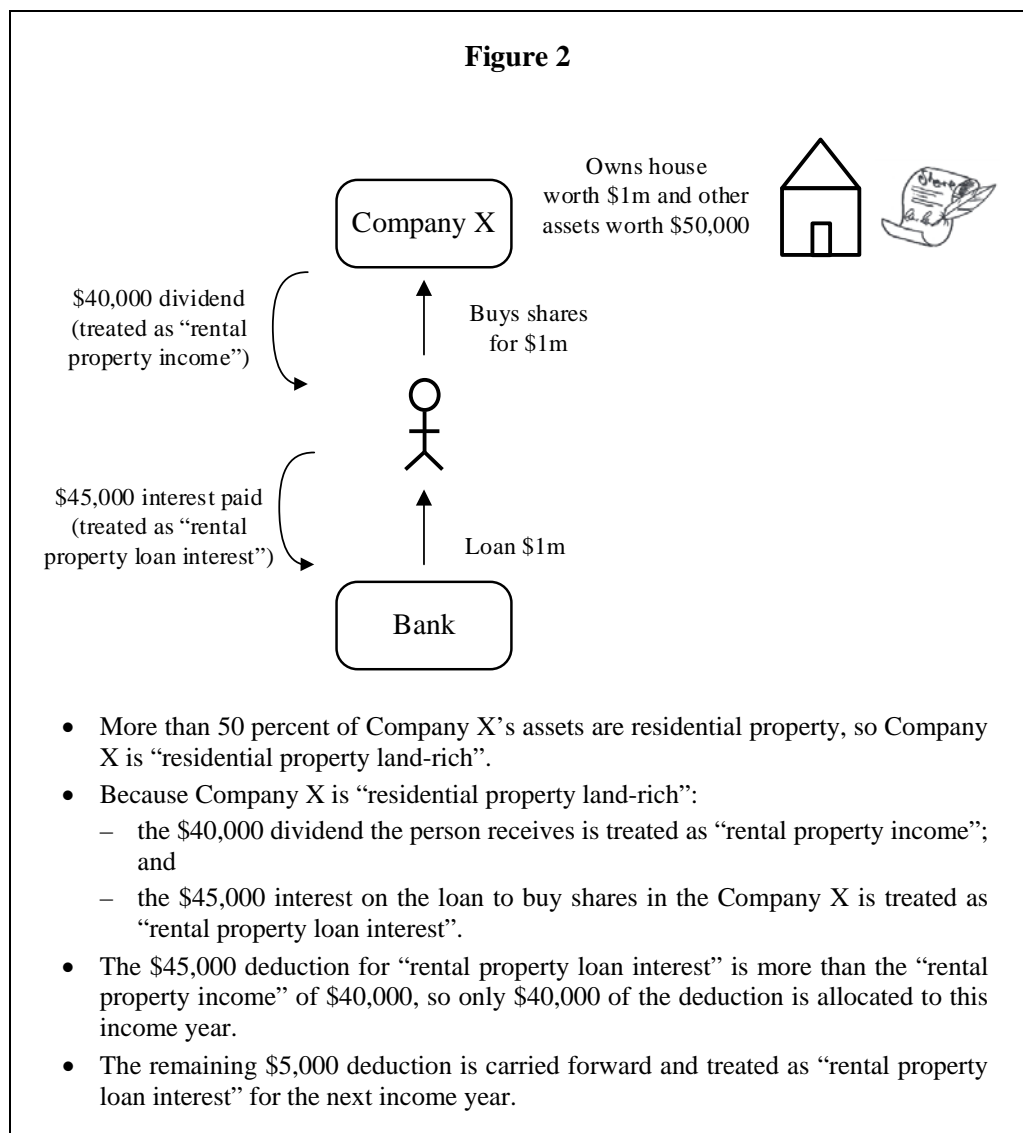 Figure 2
Owns house
worth $1m and other
assets worth $50,000
Company X
$40,000 dividend
(treated as “rental
property income”)
Buys shares
for $1m
$45,000 interest paid
(treated as “rental
property loan interest”)
Loan $1m
Bank
• More than 50 percent of Company X’s assets are residential property, so Company
X is “residential property land-rich”.
• Because Company X is “residential property land-rich”:
– the $40,000 dividend the person receives is treated as “rental property income”;
and
– the $45,000 interest on the loan to buy shares in the Company X is treated as
“rental property loan interest”.
• The $45,000 deduction for “rental property loan interest” is more than the “rental
property income” of $40,000, so only $40,000 of the deduction is allocated to this
income year.
• The remaining $5,000 deduction is carried forward and treated as “rental property
loan interest” for the next income year.